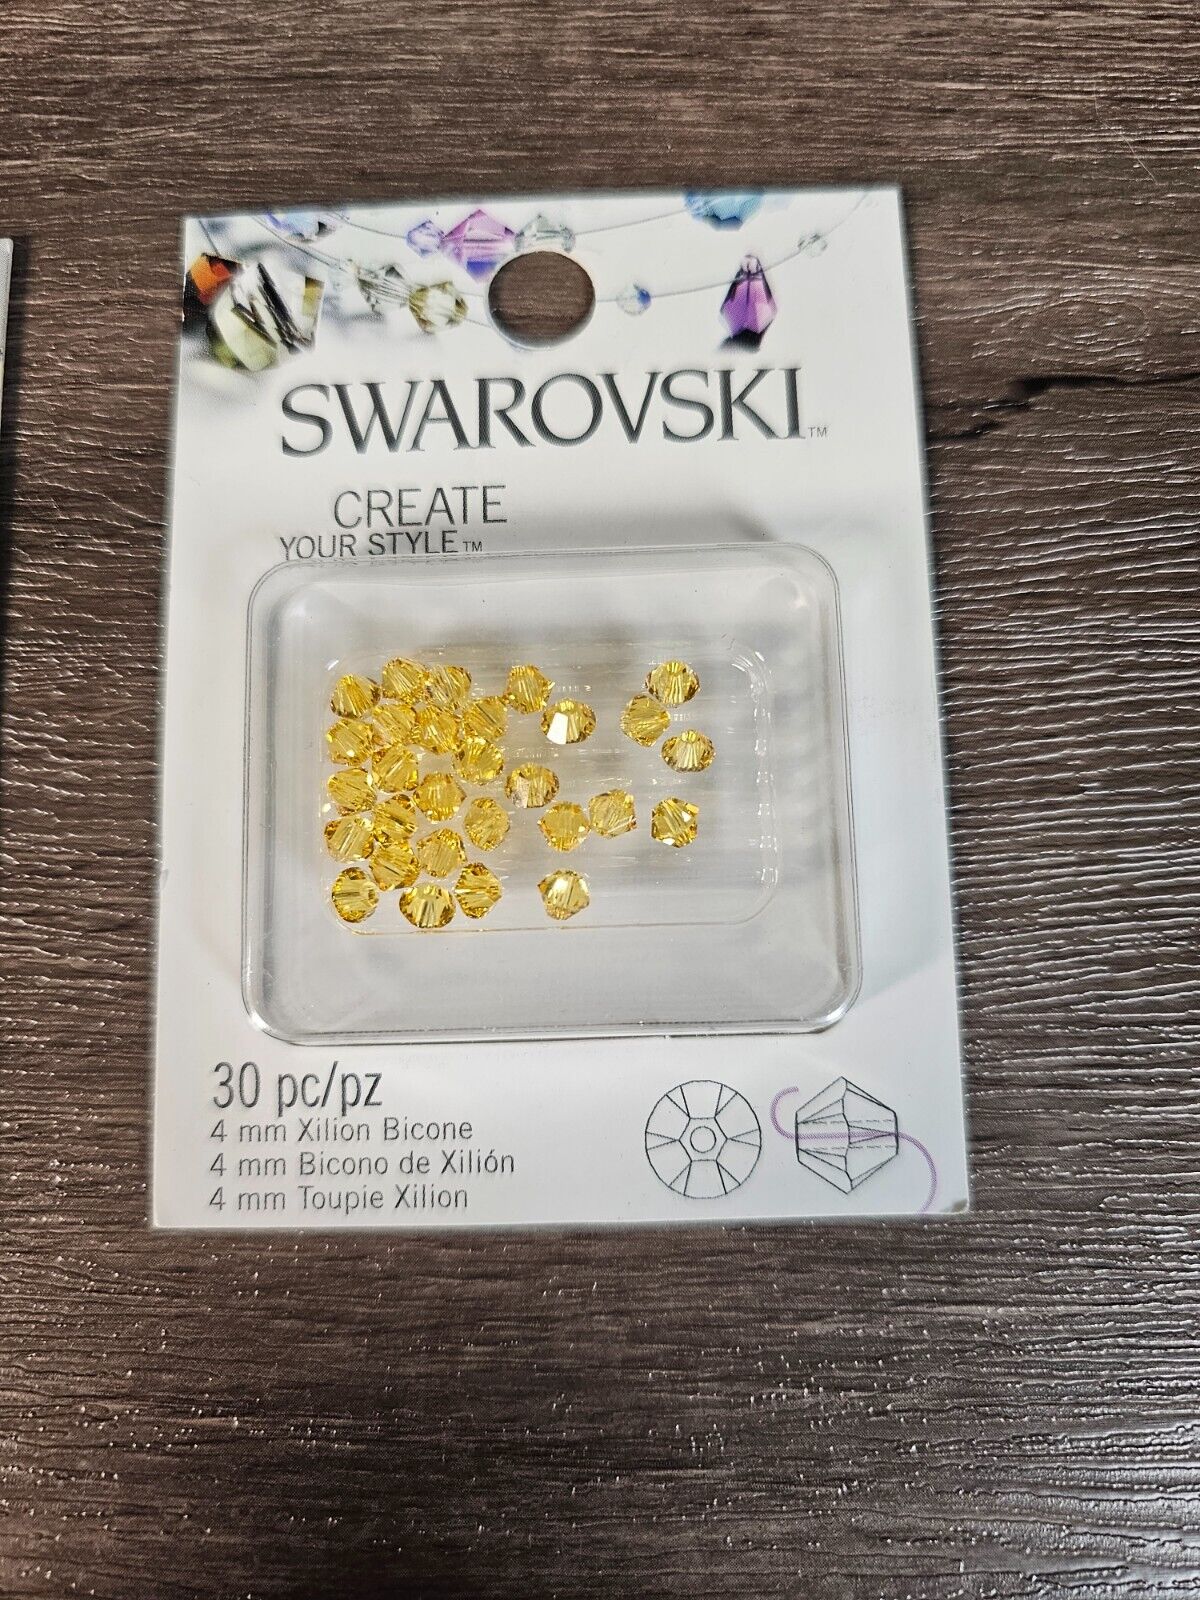 SWAROVSKI™
CREATE
YOUR STYLE™
30 pc/pz
4 mm Xilion Bicone
4 mm Bicono de Xilión
4 mm Toupie Xilion